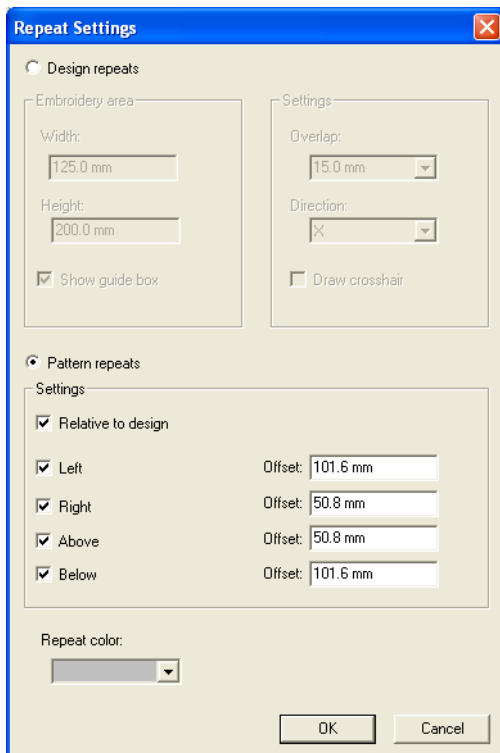 Repeat Settings
Design repeats
Embroidery area
Width:
125.0 mm
Height:
200.0 mm
Show guide box
Settings
Overlap:
15.0 mm
Direction:
X
Draw crosshair
Pattern repeats
Settings
Relative to design
Left Offset: 101.6 mm
Right Offset: 50.8 mm
Above Offset: 50.8 mm
Below Offset: 101.6 mm
Repeat color:
OK Cancel